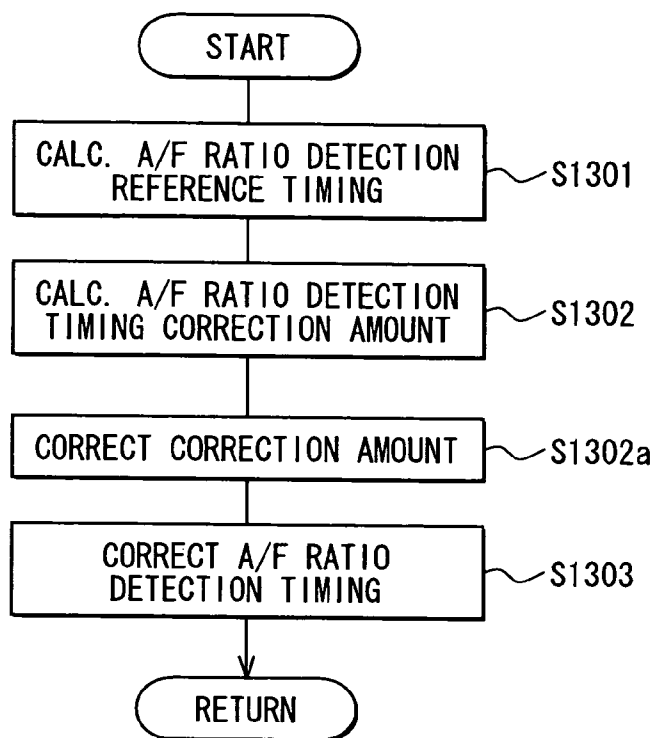 START
CALC. A/F RATIO DETECTION
REFERENCE TIMING
S1301
CALC. A/F RATIO DETECTION
TIMING CORRECTION AMOUNT
S1302
CORRECT CORRECTION AMOUNT
S1302a
CORRECT A/F RATIO
DETECTION TIMING
S1303
RETURN